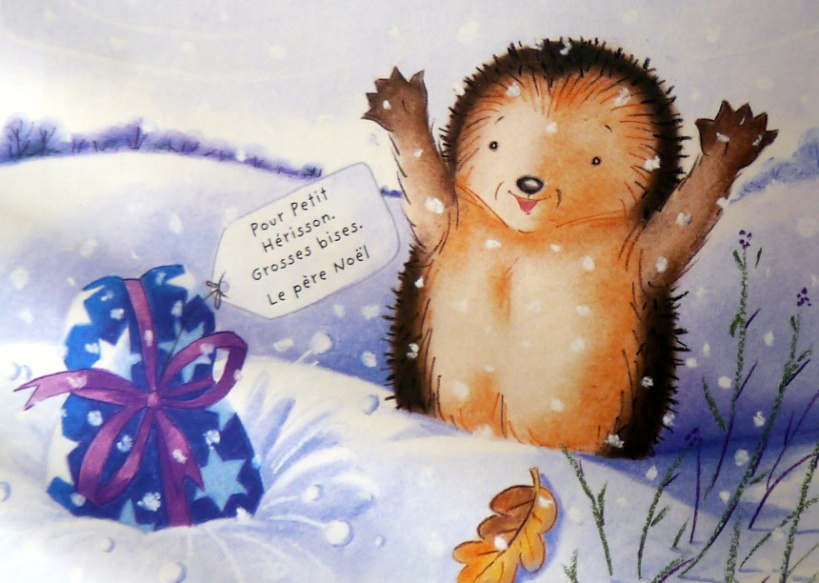 Pour Petit
Hérisson.
Grosses bises.
Le père Noël